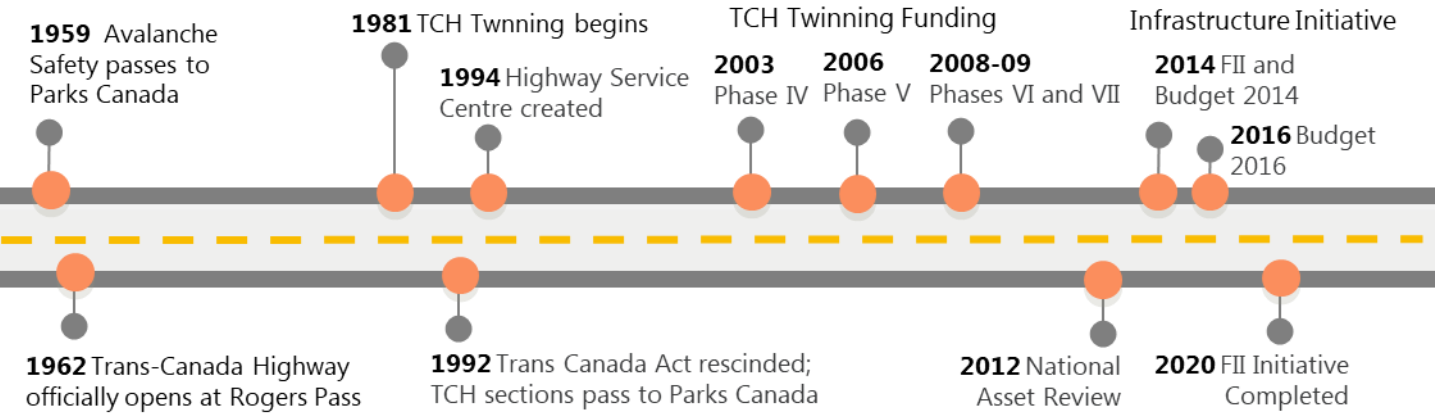 1959 Avalanche
Safety passes to
Parks Canada
1981 TCH Twnning begins
1994 Highway Service
Centre created
TCH Twinning Funding
2003
Phase IV
2006
Phase V
2008-09
Phases VI and VII
Infrastructure Initiative
2014 FII and
Budget 2014
2016 Budget
2016
1962 Trans-Canada Highway
officially opens at Rogers Pass
1992 Trans Canada Act rescinded;
TCH sections pass to Parks Canada
2012 National
Asset Review
2020 FII Initiative
Completed